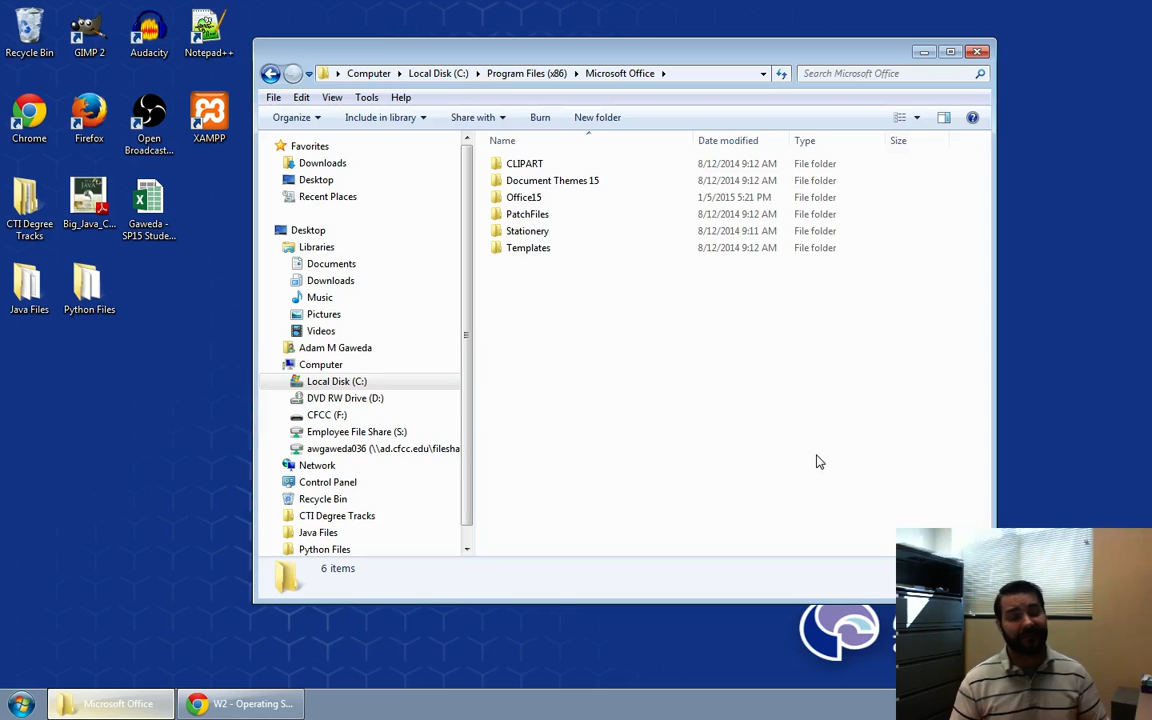 Recycle Bin
GIMP 2
Audacity
Notepad++
Chrome
Firefox
Open
Broadcast...
XAMPP
CTI Degree
Tracks
Big_Java_C...
Gaweda -
SP15 Stude...
Java Files
Python Files
Computer
Local Disk (C:)
Program Files (x86)
Microsoft Office
Search Microsoft Office
File Edit View Tools Help
Organize Include in library Share with Burn New folder
Name Date modified Type Size
CLIPART 8/12/2014 9:12 AM File folder
Document Themes 15 8/12/2014 9:12 AM File folder
Office15 1/5/2015 5:21 PM File folder
PatchFiles 8/12/2014 9:12 AM File folder
Stationery 8/12/2014 9:11 AM File folder
Templates 8/12/2014 9:12 AM File folder
Favorites
Downloads
Desktop
Recent Places
Desktop
Libraries
Documents
Downloads
Music
Pictures
Videos
Adam M Gaweda
Computer
Local Disk (C:)
DVD RW Drive (D:)
CFCC (F:)
Employee File Share (S:)
awgaweda036 (\\ad.cfcc.edu\filesha
Network
Control Panel
Recycle Bin
CTI Degree Tracks
Java Files
Python Files
6 items
Microsoft Office
W2 - Operating S...